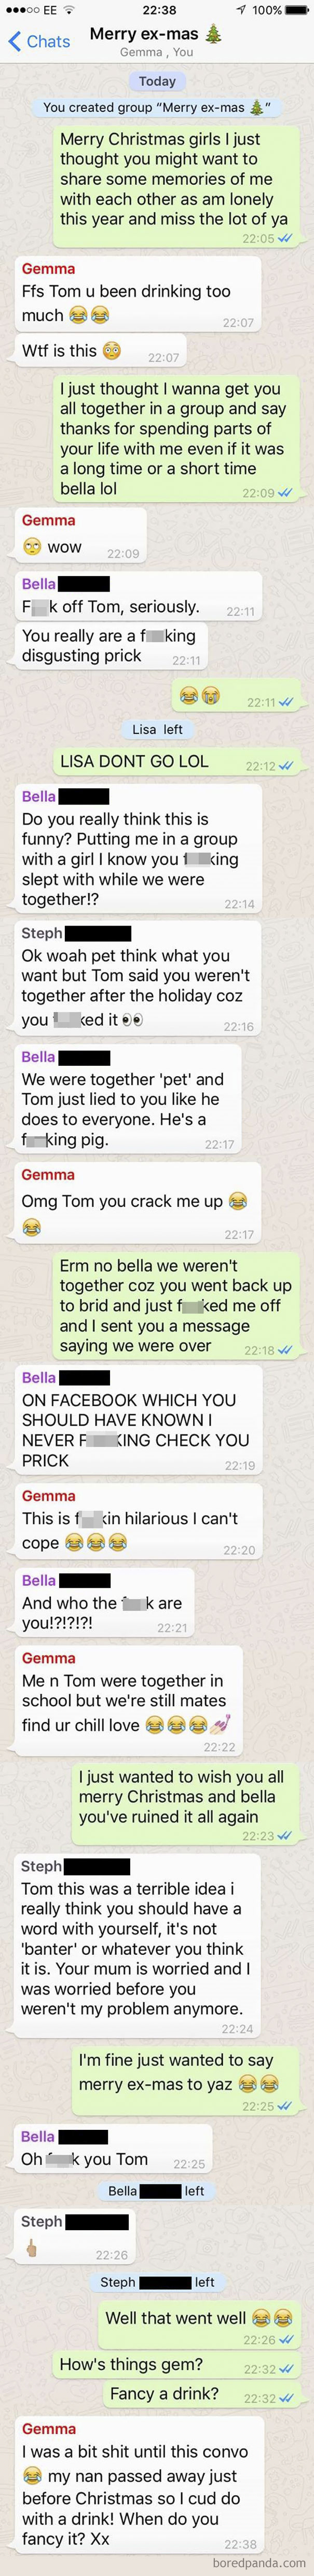 EE 22:38 100%
Chats
Merry ex-mas 🎄
Gemma , You
Today
You created group “Merry ex-mas 🎄”
Merry Christmas girls I just
thought you might want to
share some memories of me
with each other as am lonely
this year and miss the lot of ya
22:05
Gemma
Ffs Tom u been drinking too
much 😂😂
22:07
Wtf is this 😳
22:07
I just thought I wanna get you
all together in a group and say
thanks for spending parts of
your life with me even if it was
a long time or a short time
bella lol
22:09
Gemma
🙄 wow
22:09
Bella
F k off Tom, seriously.
22:11
You really are a f king
disgusting prick
22:11
😂😭
22:11
Lisa left
LISA DONT GO LOL
22:12
Bella
Do you really think this is
funny? Putting me in a group
with a girl I know you f king
slept with while we were
together!?
22:14
Steph
Ok woah pet think what you
want but Tom said you weren't
together after the holiday coz
you ked it 👀
22:16
Bella
We were together 'pet' and
Tom just lied to you like he
does to everyone. He's a
f king pig.
22:17
Gemma
Omg Tom you crack me up 😂
😂
22:17
Erm no bella we weren't
together coz you went back up
to brid and just f ked me off
and I sent you a message
saying we were over
22:18
Bella
ON FACEBOOK WHICH YOU
SHOULD HAVE KNOWN I
NEVER F KING CHECK YOU
PRICK
22:19
Gemma
This is f kin hilarious I can't
cope 😂😂😂
22:20
Bella
And who the f k are
you!?!?!?!
22:21
Gemma
Me n Tom were together in
school but we're still mates
find ur chill love 😂😂😂💅
22:22
I just wanted to wish you all
merry Christmas and bella
you've ruined it all again
22:23
Steph
Tom this was a terrible idea i
really think you should have a
word with yourself, it's not
'banter' or whatever you think
it is. Your mum is worried and I
was worried before you
weren't my problem anymore.
22:24
I'm fine just wanted to say
merry ex-mas to yaz 😂😂
22:25
Bella
Oh f k you Tom
22:25
Bella left
Steph
🖕
22:26
Steph left
Well that went well 😂😂
22:26
How's things gem?
22:32
Fancy a drink?
22:32
Gemma
I was a bit shit until this convo
😂 my nan passed away just
before Christmas so I cud do
with a drink! When do you
fancy it? Xx
22:38
boredpanda.com